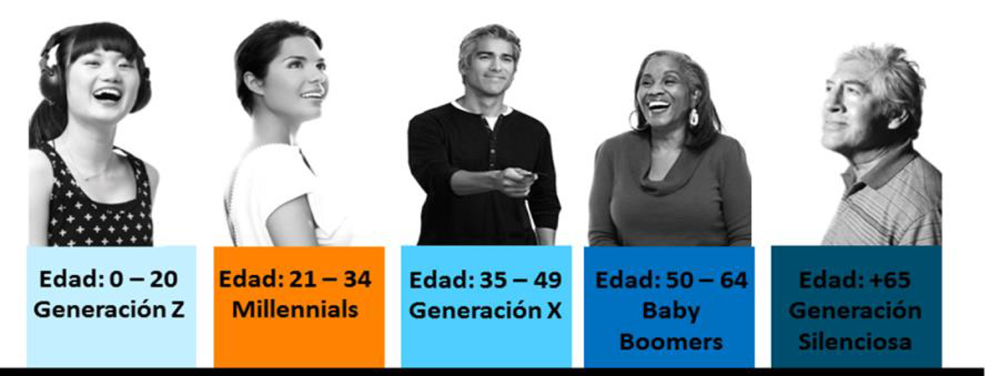 Edad: 0 – 20
Generación Z
Edad: 21 – 34
Millennials
Edad: 35 – 49
Generación X
Edad: 50 – 64
Baby
Boomers
Edad: +65
Generación
Silenciosa